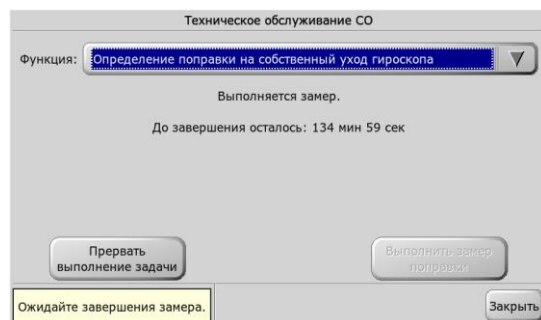 Техническое обслуживание СО
Функция: Определение поправки на собственный уход гироскопа
Выполняется замер.
До завершения осталось: 134 мин 59 сек
Прервать
выполнение задачи
Выполнить замер
поправки
Ожидайте завершения замера.
Закрыть